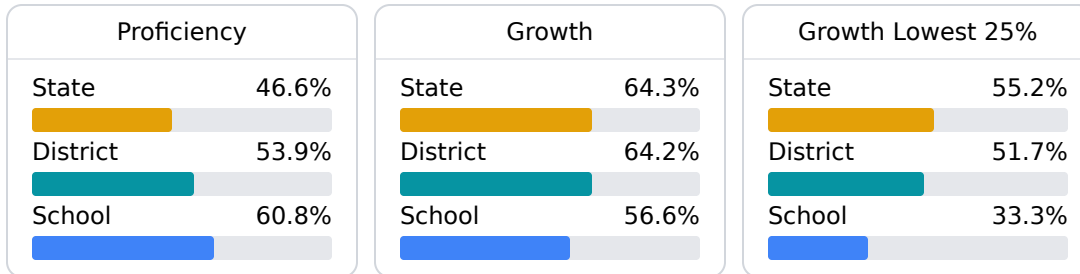 Proficiency
State 46.6%
District 53.9%
School 60.8%
Growth
State 64.3%
District 64.2%
School 56.6%
Growth Lowest 25%
State 55.2%
District 51.7%
School 33.3%